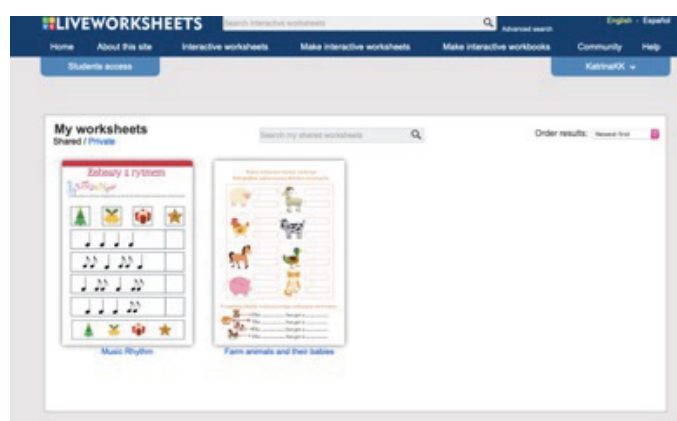 LIVEWORKSHEETS
Search interactive worksheets
Advanced search
English - Español
Home About this site Interactive worksheets Make interactive worksheets Make interactive workbooks Community Help
Students access
KatrinaKK
My worksheets
Shared / Private
Search my shared worksheets
Order results: Newest first
Zabawy z rytmem
Music Rhythm
Farm animals and their babies